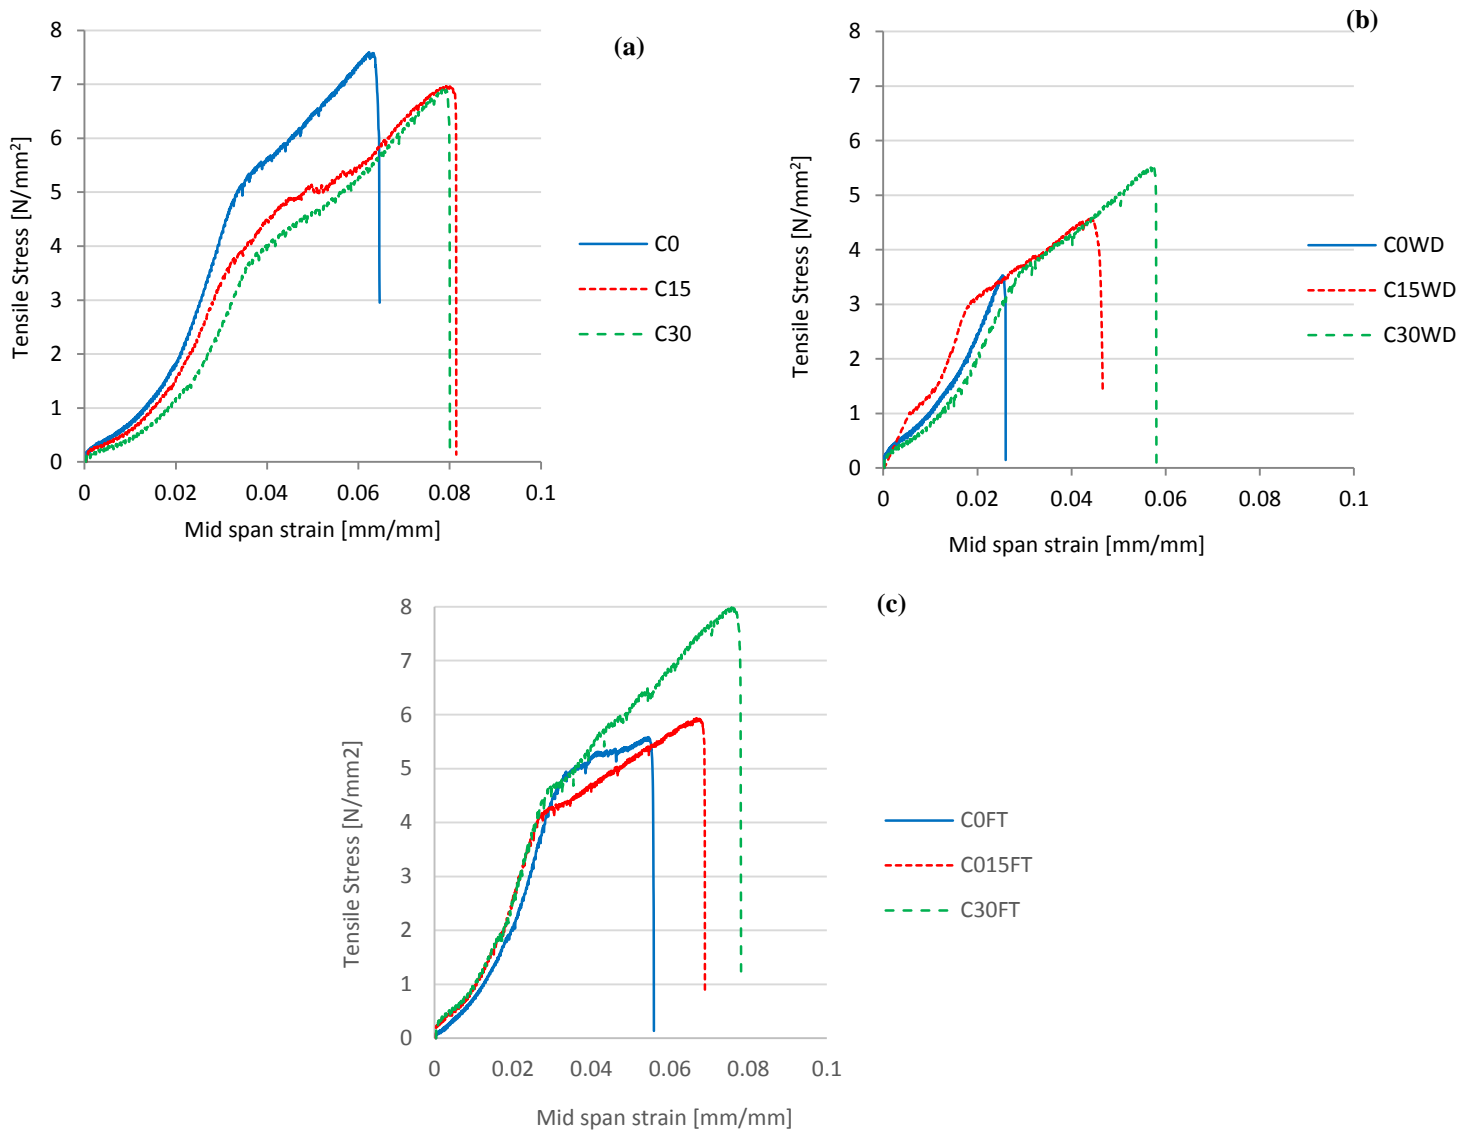 (a)
8
7
6
5
4
3
2
1
0
Tensile Stress [N/mm²]
0 0.02 0.04 0.06 0.08 0.1
Mid span strain [mm/mm]
C0
C15
C30
(b)
8
7
6
5
4
3
2
1
0
Tensile Stress [N/mm²]
0 0.02 0.04 0.06 0.08 0.1
Mid span strain [mm/mm]
C0WD
C15WD
C30WD
(c)
8
7
6
5
4
3
2
1
0
Tensile Stress [N/mm2]
0 0.02 0.04 0.06 0.08 0.1
Mid span strain [mm/mm]
C0FT
C015FT
C30FT